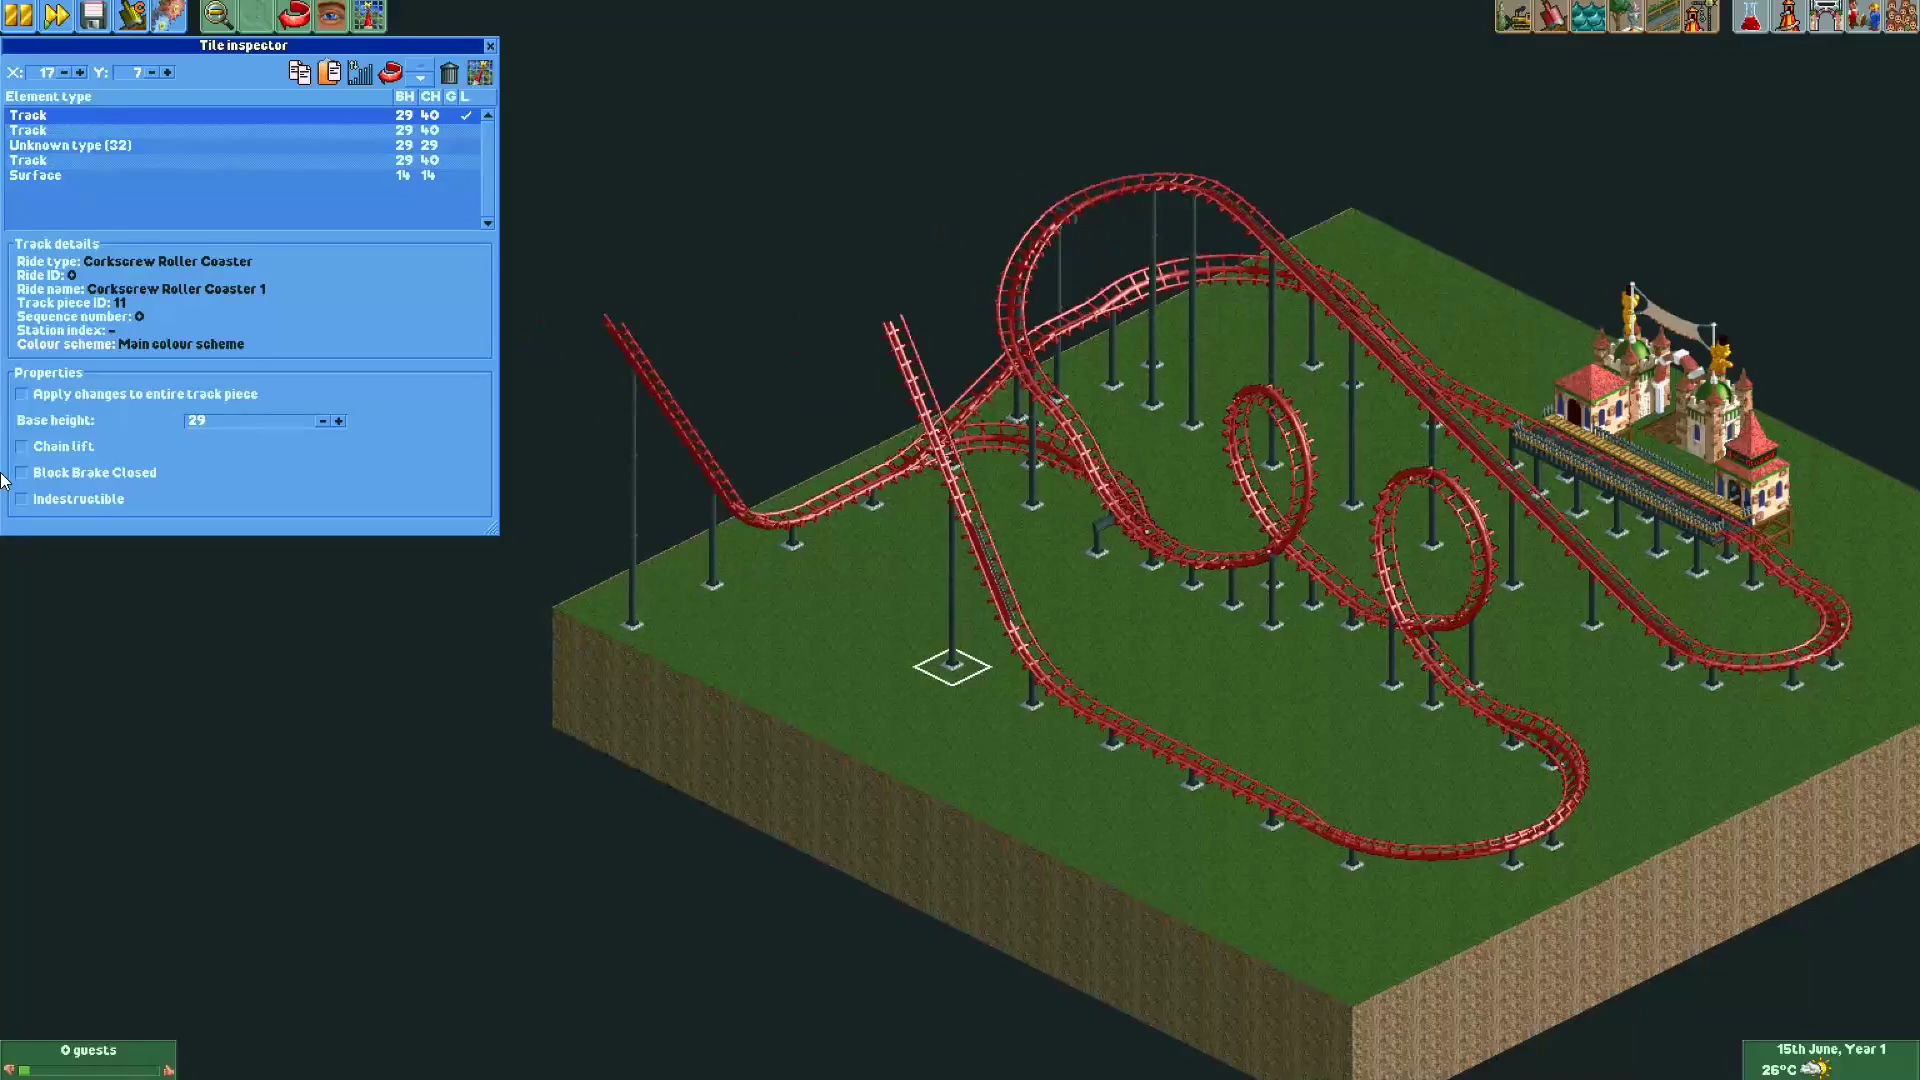 Tile inspector
X: 17 - + Y: 7 - +
Element type BH CH G L
Track 29 40 ✓
Track 29 40
Unknown type (32) 29 29
Track 29 40
Surface 14 14
Track details
Ride type: Corkscrew Roller Coaster
Ride ID: 0
Ride name: Corkscrew Roller Coaster 1
Track piece ID: 11
Sequence number: 0
Station index: -
Colour scheme: Main colour scheme
Properties
Apply changes to entire track piece
Base height: 29 - +
Chain lift
Block Brake Closed
Indestructible
0 guests
15th June, Year 1
26°C